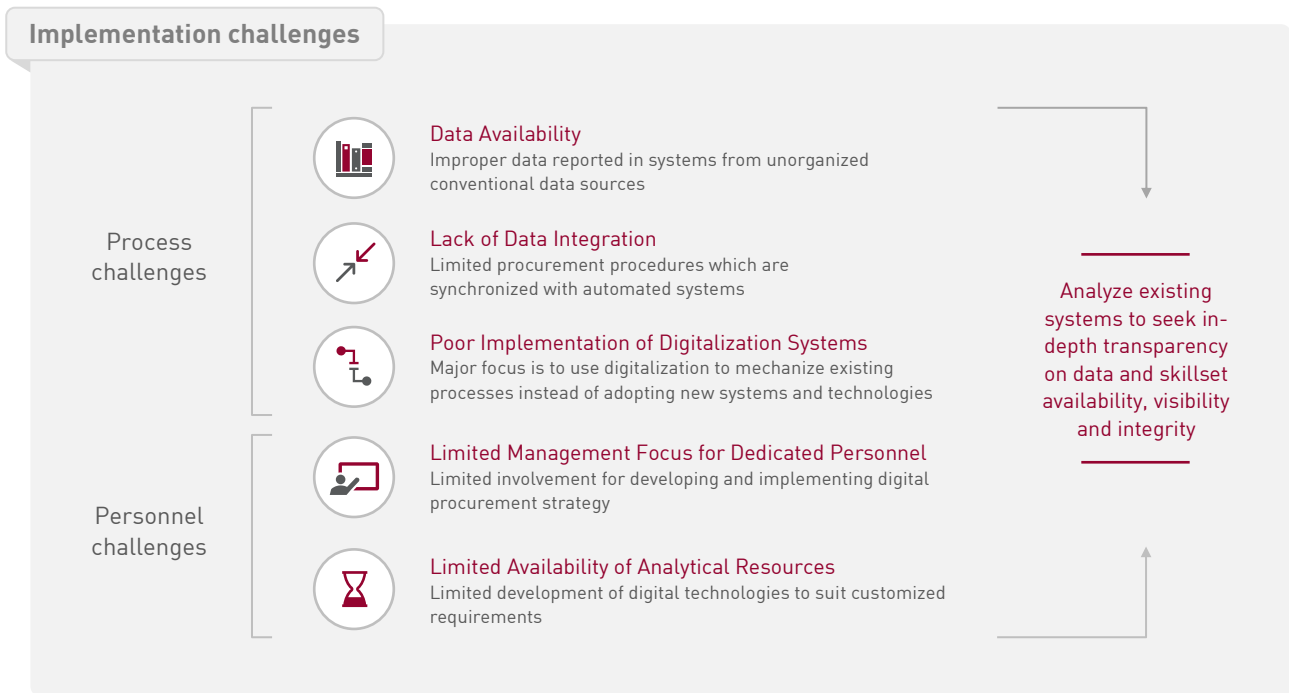 Implementation challenges
Process
challenges
Data Availability
Improper data reported in systems from unorganized
conventional data sources
Lack of Data Integration
Limited procurement procedures which are
synchronized with automated systems
Poor Implementation of Digitalization Systems
Major focus is to use digitalization to mechanize existing
processes instead of adopting new systems and technologies
Personnel
challenges
Limited Management Focus for Dedicated Personnel
Limited involvement for developing and implementing digital
procurement strategy
Limited Availability of Analytical Resources
Limited development of digital technologies to suit customized
requirements
Analyze existing
systems to seek in-
depth transparency
on data and skillset
availability, visibility
and integrity